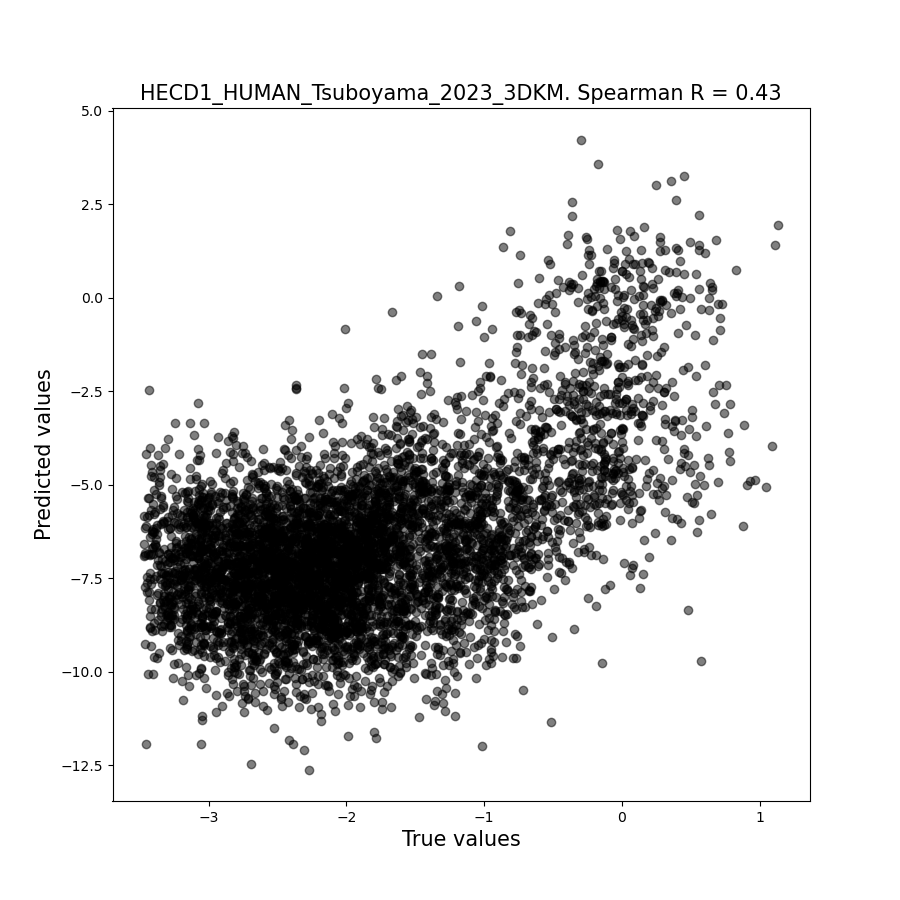 HECD1_HUMAN_Tsuboyama_2023_3DKM. Spearman R = 0.43
5.0
2.5
0.0
−2.5
−5.0
−7.5
−10.0
−12.5
Predicted values
−3 −2 −1 0 1
True values